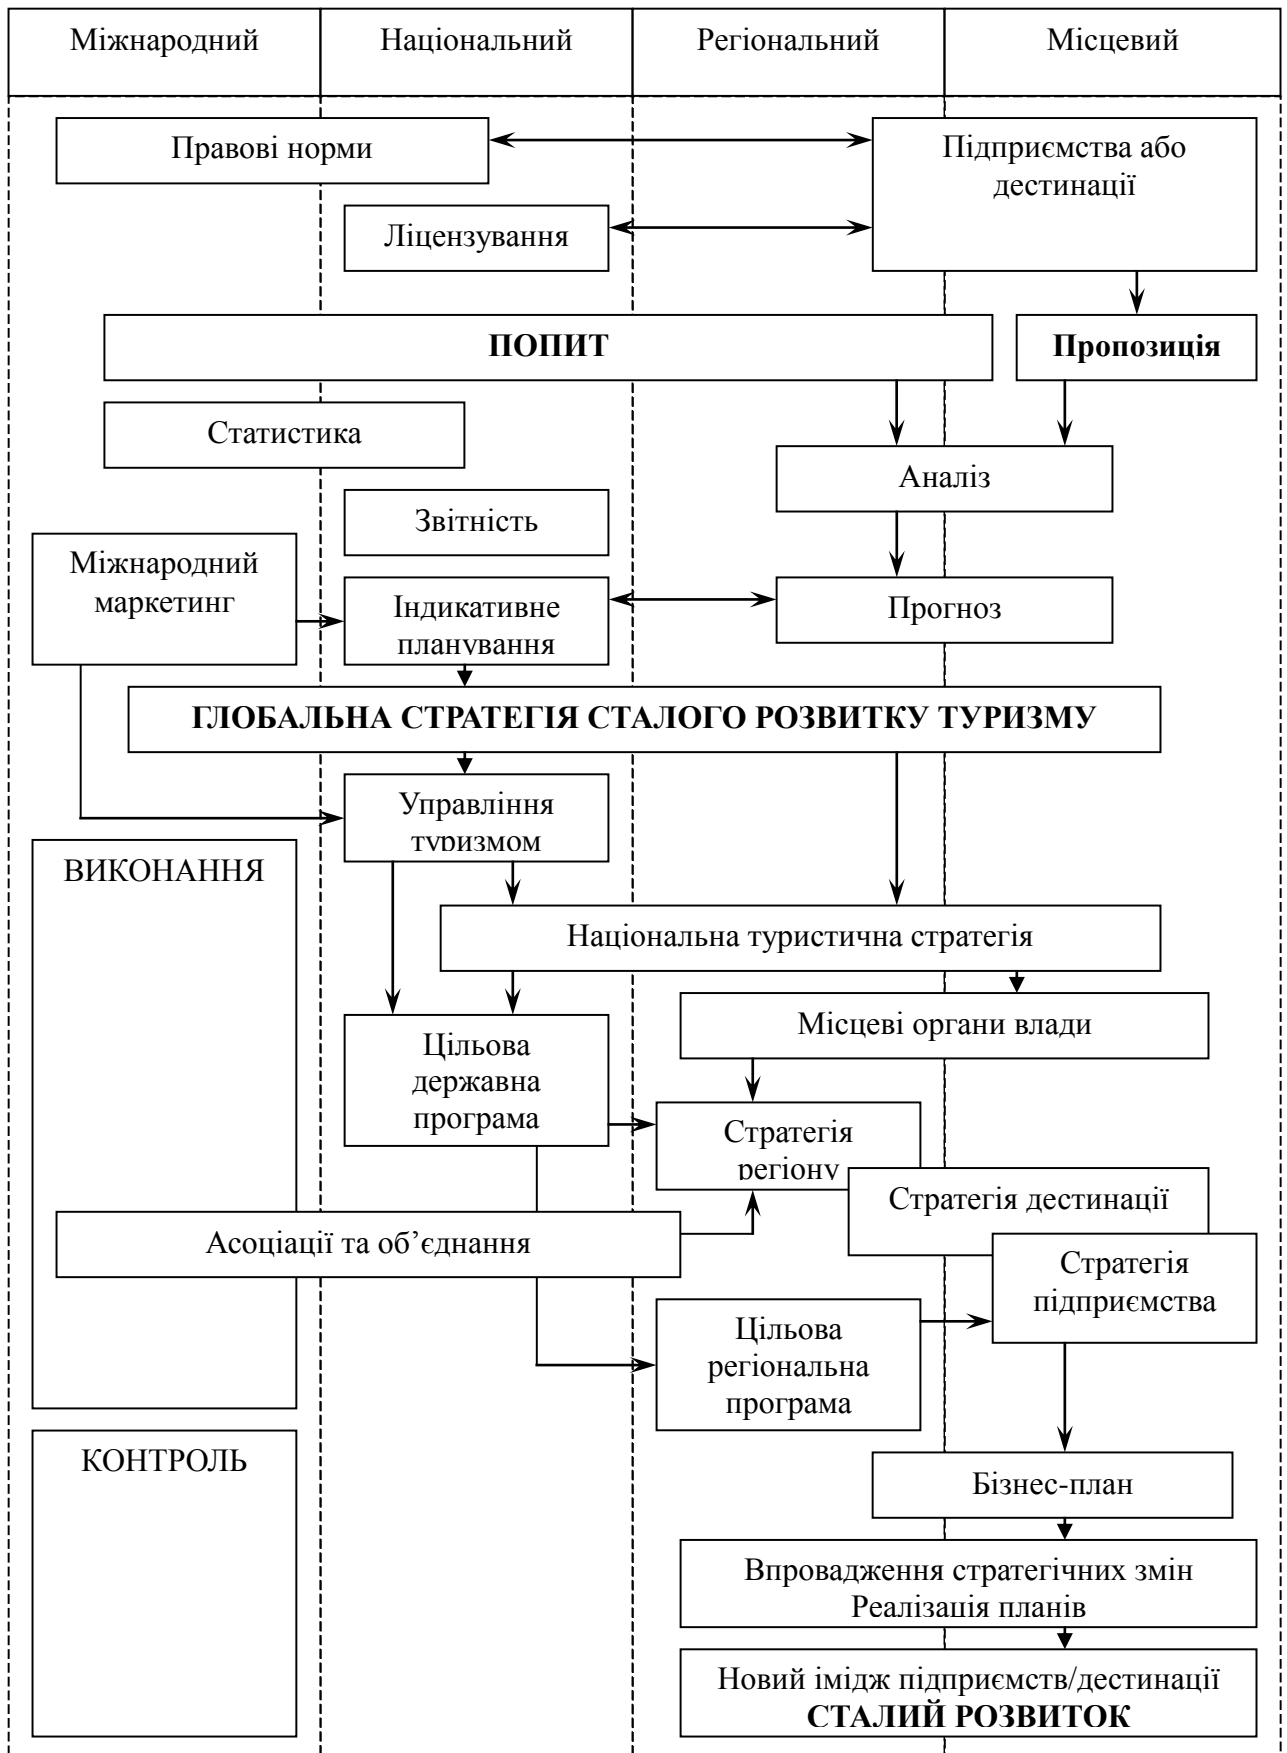 Міжнародний
Національний
Регіональний
Місцевий
Правові норми
Підприємства або
дестинації
Ліцензування
ПОПИТ
Пропозиція
Статистика
Аналіз
Звітність
Міжнародний
маркетинг
Індикативне
планування
Прогноз
ГЛОБАЛЬНА СТРАТЕГІЯ СТАЛОГО РОЗВИТКУ ТУРИЗМУ
Управління
туризмом
ВИКОНАННЯ
Національна туристична стратегія
Місцеві органи влади
Цільова
державна
програма
Стратегія
регіону
Стратегія дестинації
Асоціації та об’єднання
Стратегія
підприємства
Цільова
регіональна
програма
КОНТРОЛЬ
Бізнес-план
Впровадження стратегічних змін
Реалізація планів
Новий імідж підприємств/дестинації
СТАЛИЙ РОЗВИТОК